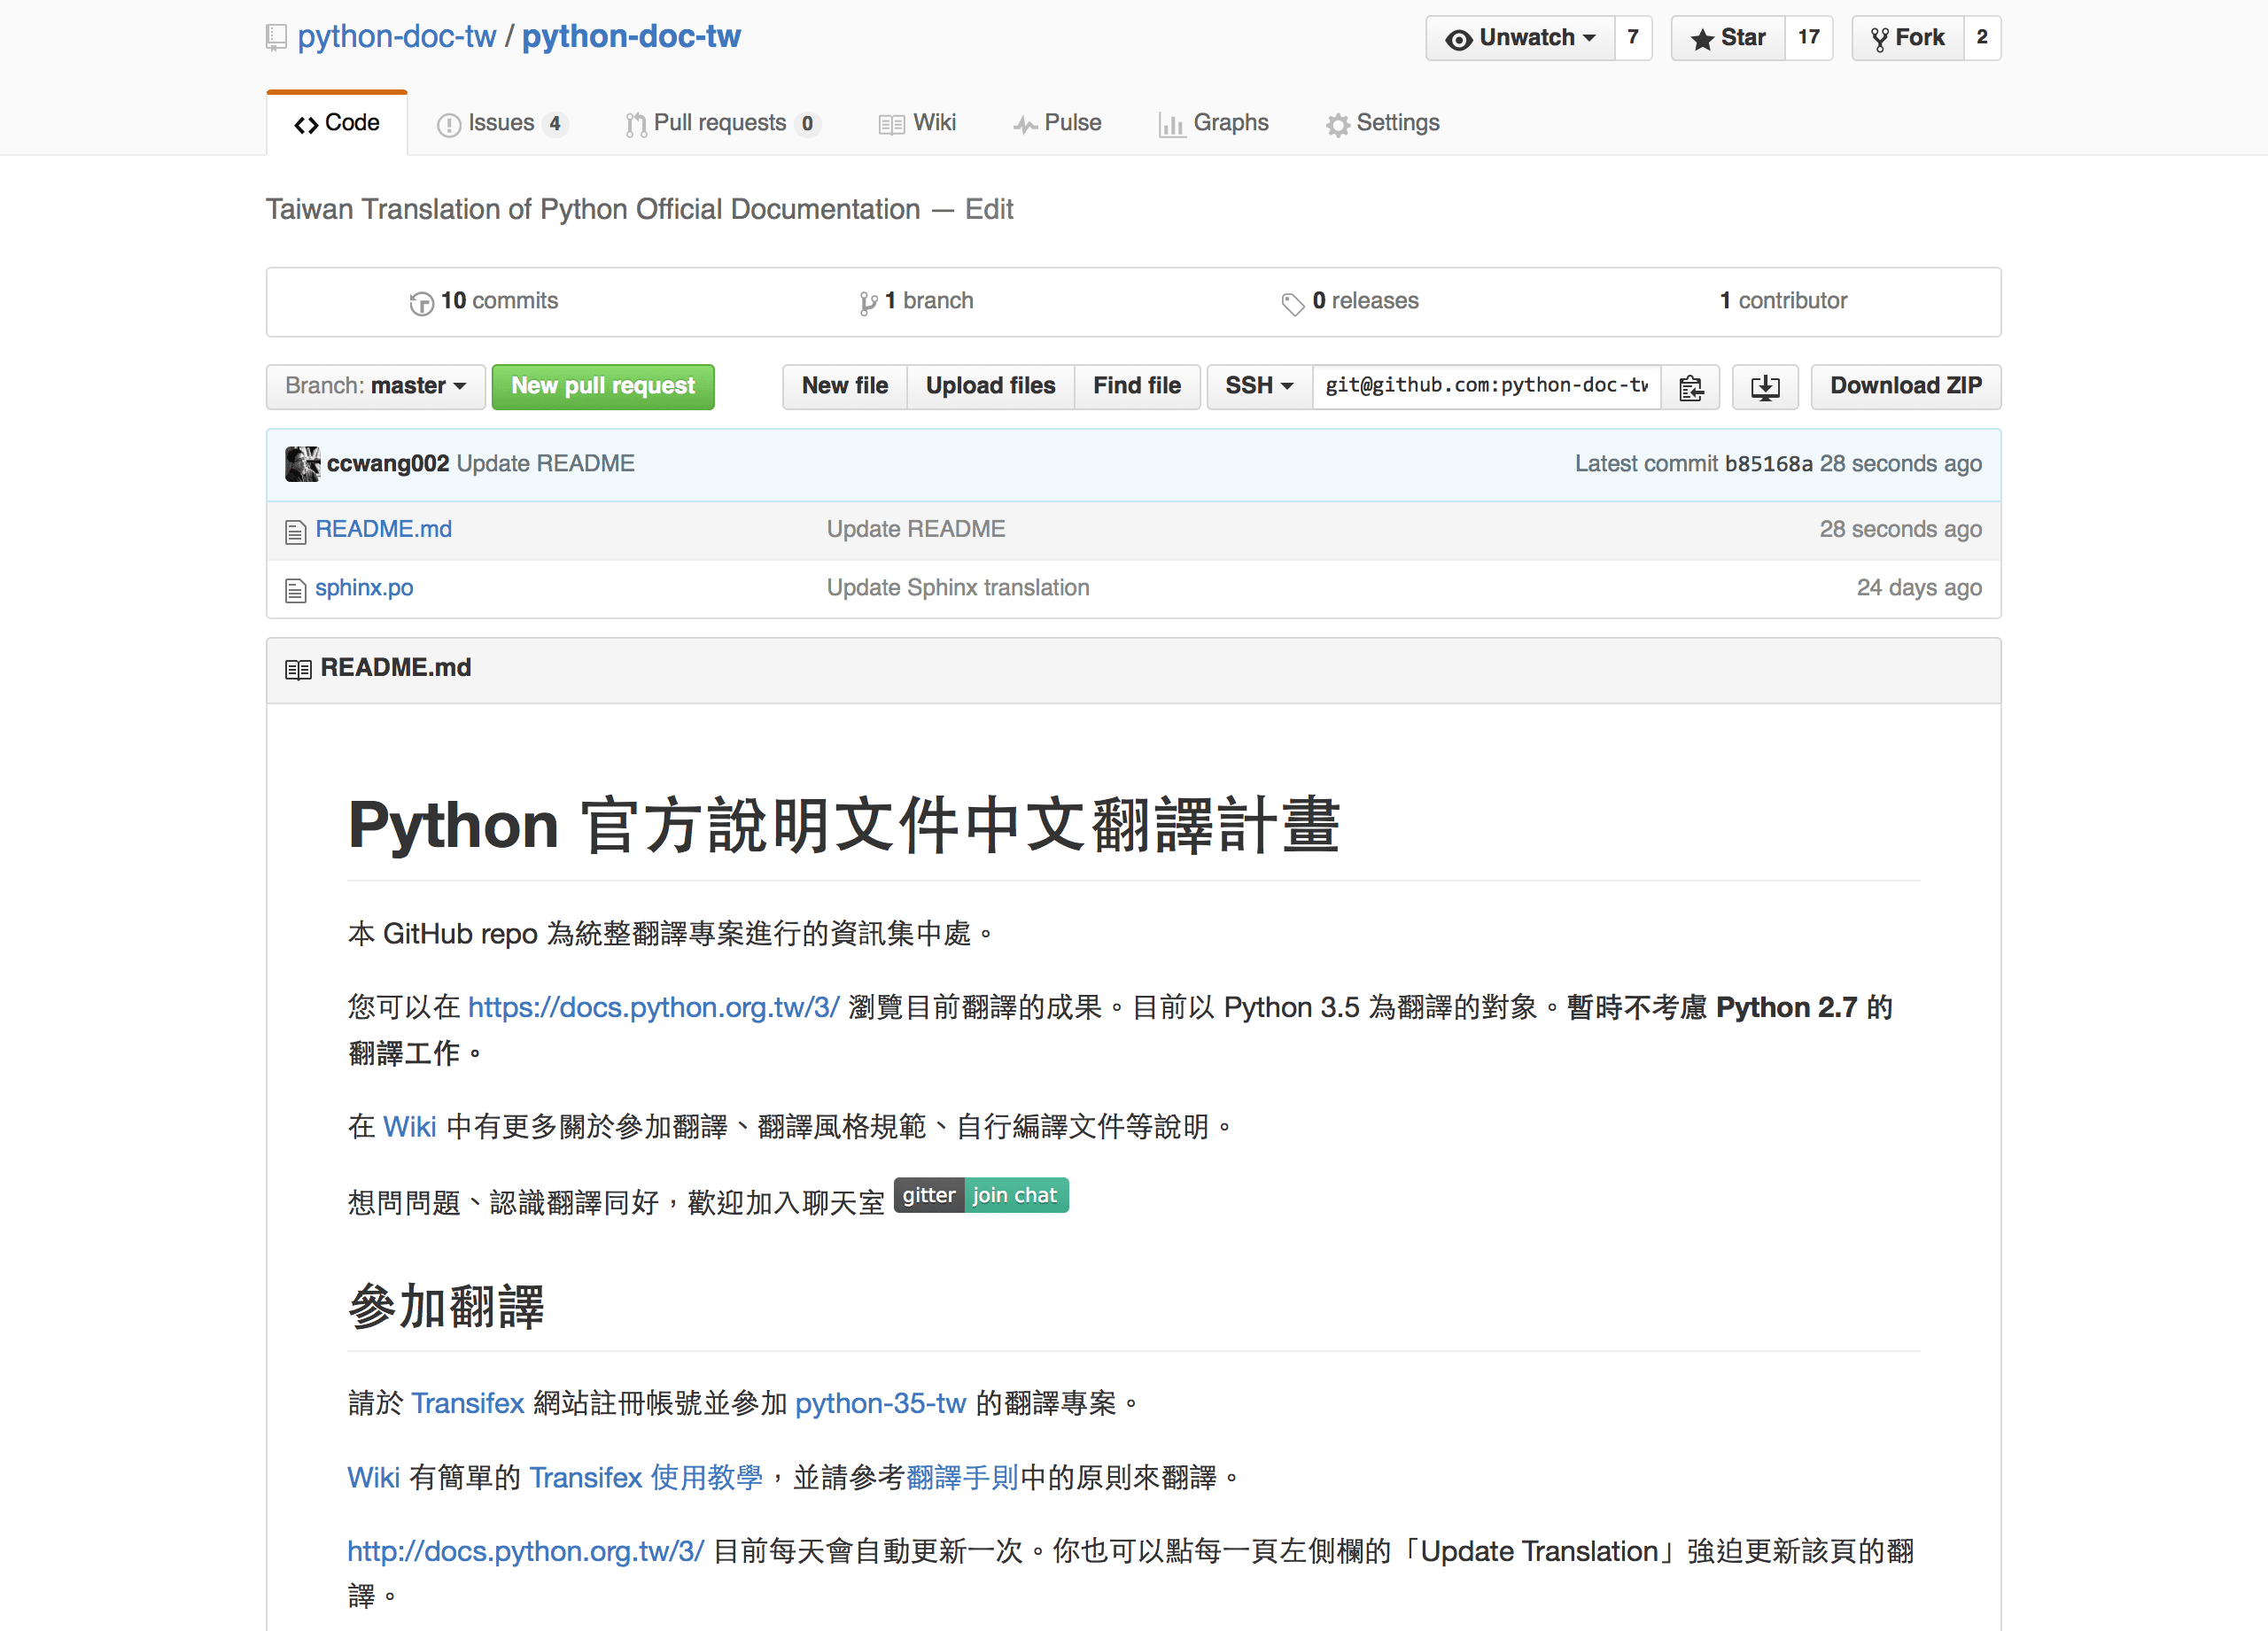 python-doc-tw / python-doc-tw
Unwatch 7 Star 17 Fork 2
Code Issues 4 Pull requests 0 Wiki Pulse Graphs Settings
Taiwan Translation of Python Official Documentation — Edit
10 commits 1 branch 0 releases 1 contributor
Branch: master New pull request New file Upload files Find file SSH git@github.com:python-doc-tw Download ZIP
ccwang002 Update README Latest commit b85168a 28 seconds ago
README.md Update README 28 seconds ago
sphinx.po Update Sphinx translation 24 days ago
README.md
Python 官方說明文件中文翻譯計畫
本 GitHub repo 為統整翻譯專案進行的資訊集中處。
您可以在 https://docs.python.org.tw/3/ 瀏覽目前翻譯的成果。目前以 Python 3.5 為翻譯的對象。暫時不考慮 Python 2.7 的
翻譯工作。
在 Wiki 中有更多關於參加翻譯、翻譯風格規範、自行編譯文件等說明。
想問問題、認識翻譯同好，歡迎加入聊天室 gitter join chat
參加翻譯
請於 Transifex 網站註冊帳號並參加 python-35-tw 的翻譯專案。
Wiki 有簡單的 Transifex 使用教學，並請參考翻譯手則中的原則來翻譯。
http://docs.python.org.tw/3/ 目前每天會自動更新一次。你也可以點每一頁左側欄的「Update Translation」強迫更新該頁的翻
譯。